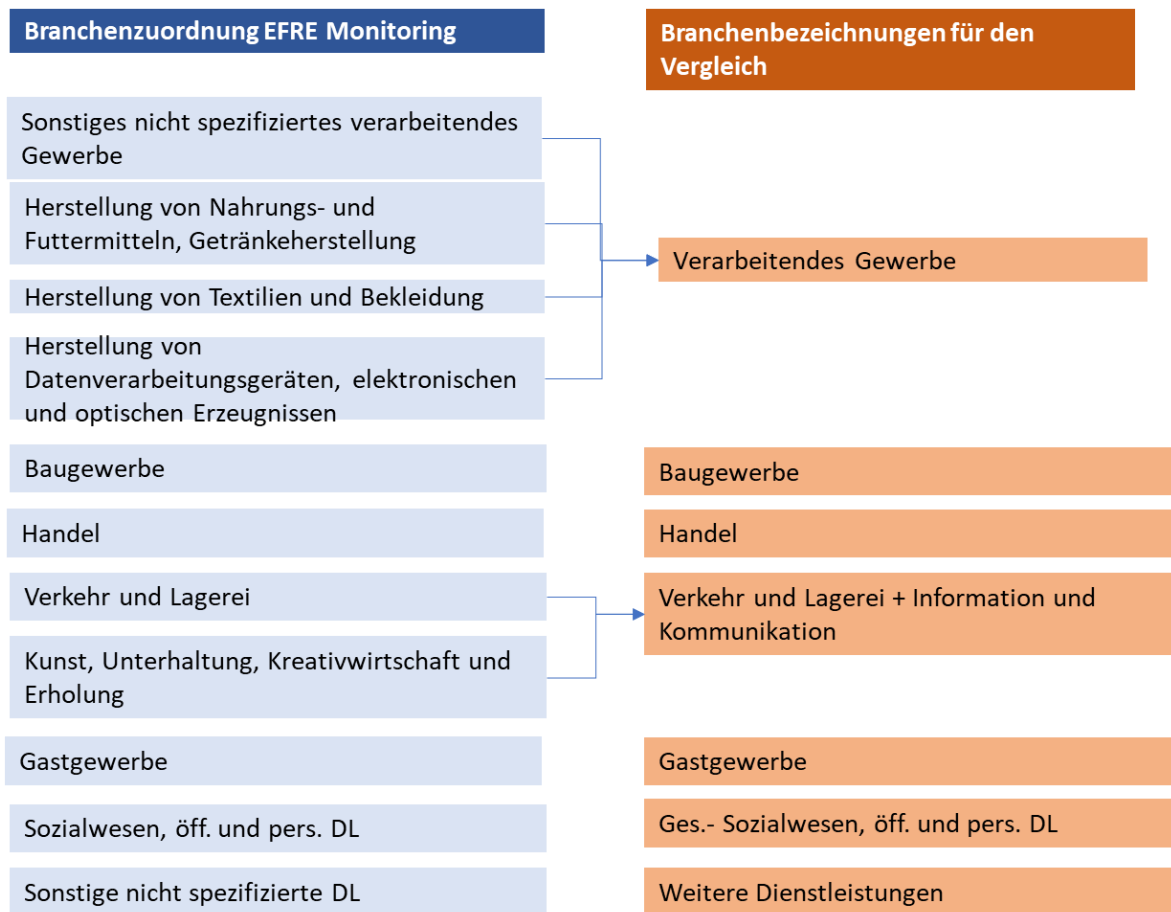 Branchenzuordnung EFRE Monitoring
Branchenbezeichnungen für den
Vergleich
Sonstiges nicht spezifiziertes verarbeitendes
Gewerbe
Herstellung von Nahrungs- und
Futtermitteln, Getränkeherstellung
Herstellung von Textilien und Bekleidung
Herstellung von
Datenverarbeitungsgeräten, elektronischen
und optischen Erzeugnissen
Verarbeitendes Gewerbe
Baugewerbe
Baugewerbe
Handel
Handel
Verkehr und Lagerei
Kunst, Unterhaltung, Kreativwirtschaft und
Erholung
Verkehr und Lagerei + Information und
Kommunikation
Gastgewerbe
Gastgewerbe
Sozialwesen, öff. und pers. DL
Ges.- Sozialwesen, öff. und pers. DL
Sonstige nicht spezifizierte DL
Weitere Dienstleistungen